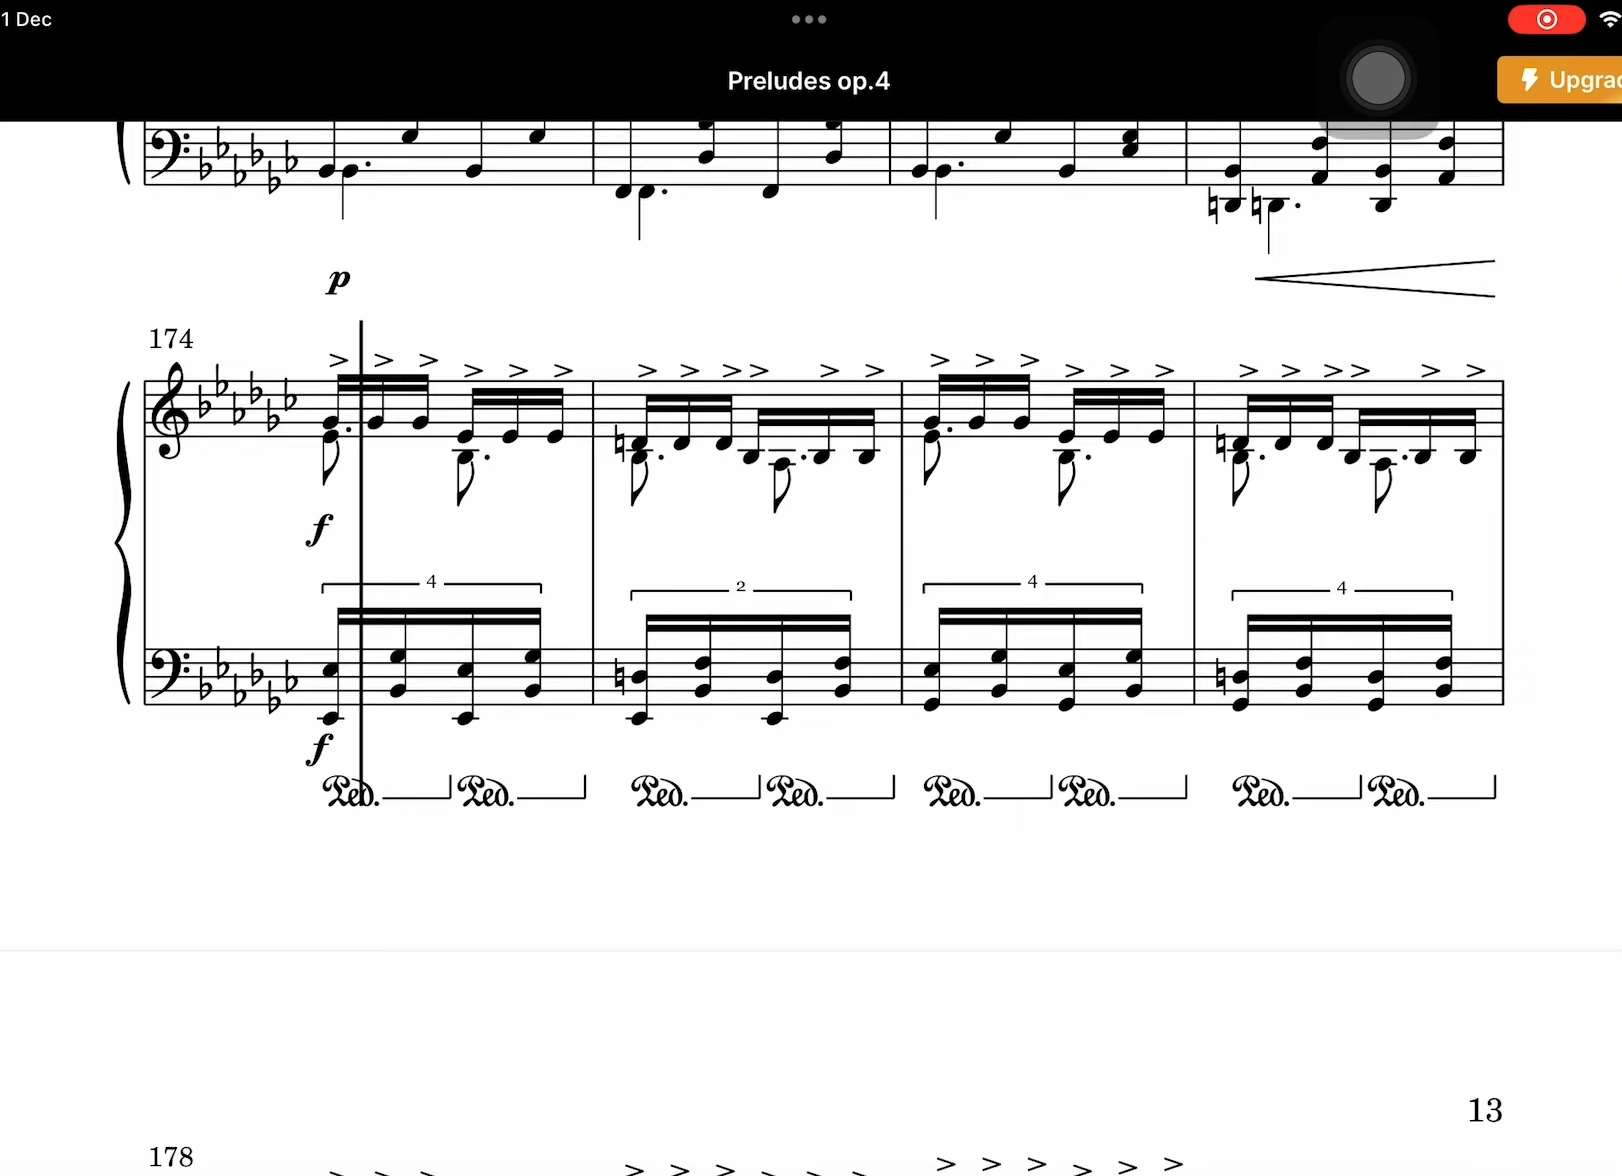 1 Dec
Preludes op.4
Upgra
p
174
f
4 2 4 4
f
Ped. Ped. Ped. Ped. Ped. Ped. Ped. Ped.
13
178